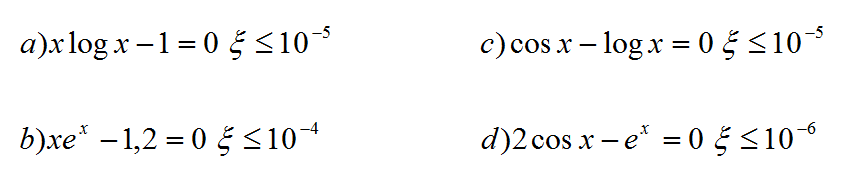 a) x log x − 1 = 0 ξ ≤ 10⁻⁵
c) cos x − log x = 0 ξ ≤ 10⁻⁵
b) xeˣ − 1,2 = 0 ξ ≤ 10⁻⁴
d) 2 cos x − eˣ = 0 ξ ≤ 10⁻⁶